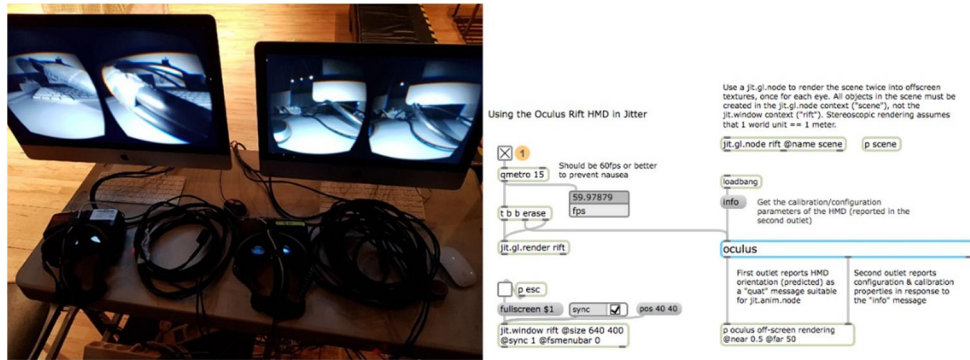 Using the Oculus Rift HMD in Jitter
1
qmetro 15
Should be 60fps or better
to prevent nausea
59.97879
fps
t b b erase
jit.gl.render rift
p esc
fullscreen $1
sync
pos 40 40
jit.window rift @size 640 400
@sync 1 @fsmenubar 0
Use a jit.gl.node to render the scene twice into offscreen
textures, once for each eye. All objects in the scene must be
created in the jit.gl.node context ("scene"), not the
jit.window context ("rift"). Stereoscopic rendering assumes
that 1 world unit == 1 meter.
jit.gl.node rift @name scene
p scene
loadbang
info
Get the calibration/configuration
parameters of the HMD (reported in the
second outlet)
oculus
First outlet reports HMD
orientation (predicted) as
a "quat" message suitable
for jit.anim.node
Second outlet reports
configuration & calibration
properties in response to
the "info" message
p oculus off-screen rendering
@near 0.5 @far 50